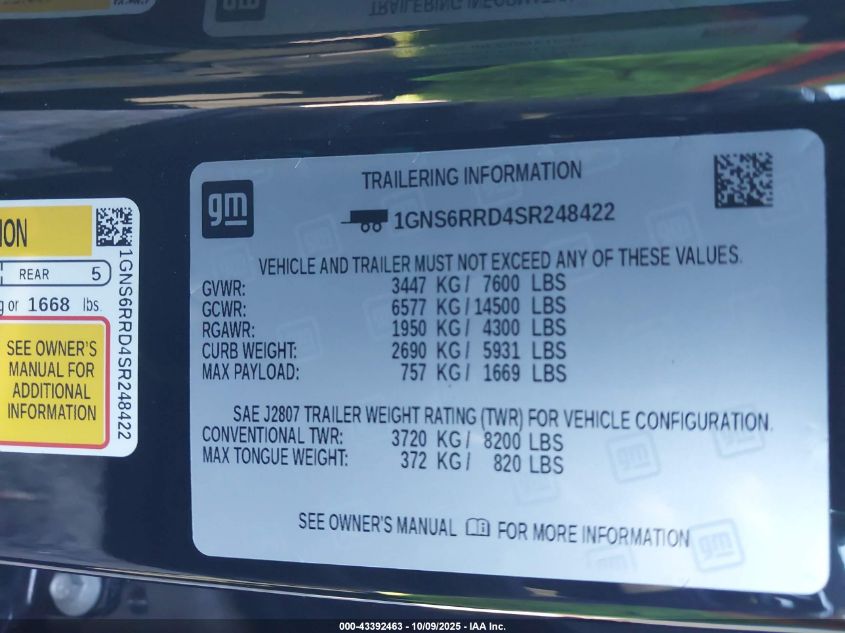 TRAILERING INFORMATION
ION
REAR 5
g or 1668 lbs.
SEE OWNER'S
MANUAL FOR
ADDITIONAL
INFORMATION
1GNS6RRD4SR248422
gm
TRAILERING INFORMATION
1GNS6RRD4SR248422
VEHICLE AND TRAILER MUST NOT EXCEED ANY OF THESE VALUES.
GVWR: 3447 KG/ 7600 LBS
GCWR: 6577 KG/14500 LBS
RGAWR: 1950 KG/ 4300 LBS
CURB WEIGHT: 2690 KG/ 5931 LBS
MAX PAYLOAD: 757 KG/ 1669 LBS
SAE J2807 TRAILER WEIGHT RATING (TWR) FOR VEHICLE CONFIGURATION.
CONVENTIONAL TWR: 3720 KG/ 8200 LBS
MAX TONGUE WEIGHT: 372 KG/ 820 LBS
SEE OWNER'S MANUAL FOR MORE INFORMATION
gm
gm
000-43392463 - 10/09/2025 - IAA Inc.